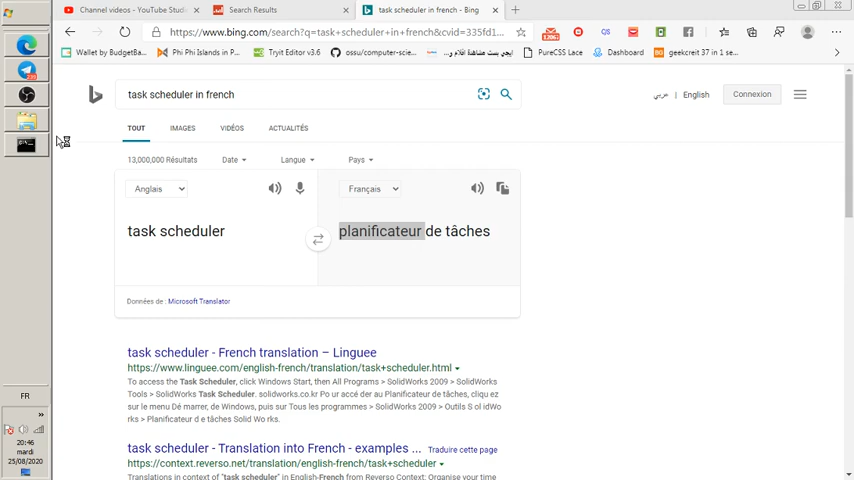 Channel videos - YouTube Studi
Search Results
task scheduler in french - Bing
https://www.bing.com/search?q=task+scheduler+in+french&cvid=335fd1...
Wallet by BudgetBa...
Phi Phi Islands in P...
Tryit Editor v3.6
ossu/computer-scie...
PureCSS Lace
Dashboard
geekcreit 37 in 1 se...
task scheduler in french
عربي
English
Connexion
TOUT
IMAGES
VIDÉOS
ACTUALITÉS
13,000,000 Résultats
Date
Langue
Pays
Anglais
Français
task scheduler
planificateur de tâches
Données de : Microsoft Translator
task scheduler - French translation – Linguee
https://www.linguee.com/english-french/translation/task+scheduler.html
To access the Task Scheduler, click Windows Start, then All Programs > SolidWorks 2009 > SolidWorks
Tools > SolidWorks Task Scheduler. solidworks.co.kr Po ur accé der au Planificateur de tâches, cliqu ez
sur le menu Dé marrer, de Windows, puis sur Tous les programmes > SolidWorks 2009 > Outils S ol idWo
rks > Planificate d e tâches Solid Wo rks.
task scheduler - Translation into French - examples ...
Traduire cette page
https://context.reverso.net/translation/english-french/task+scheduler
Translations in context of "task scheduler" in English-French from Reverso Context: Organise your time
FR
20:46
mardi
25/08/2020